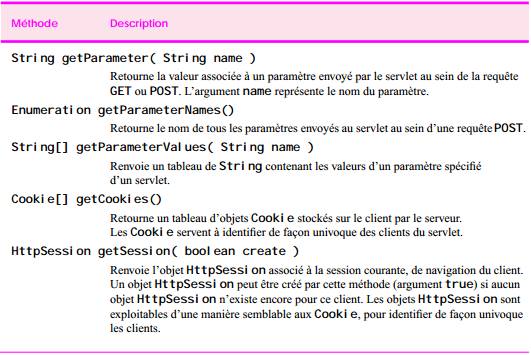 Méthode Description
String getParameter( String name )
Retourne la valeur associée à un paramètre envoyé par le servlet au sein de la requête
GET ou POST. L'argument name représente le nom du paramètre.
Enumeration getParameterNames()
Retourne le nom de tous les paramètres envoyés au servlet au sein d'une requête POST.
String[] getParameterValues( String name )
Renvoie un tableau de String contenant les valeurs d'un paramètre spécifié
d'un servlet.
Cookie[] getCookies()
Retourne un tableau d'objets Cookie stockés sur le client par le serveur.
Les Cookie servent à identifier de façon univoque des clients du servlet.
HttpSession getSession( boolean create )
Renvoie l'objet HttpSession associé à la session courante, de navigation du client.
Un objet HttpSession peut être créé par cette méthode (argument true) si aucun
objet HttpSession n'existe encore pour ce client. Les objets HttpSession sont
exploitables d'une manière semblable aux Cookie, pour identifier de façon univoque
les clients.